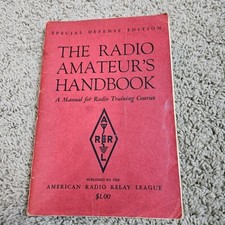 SPECIAL DEFENSE EDITION
THE RADIO
AMATEUR'S
HANDBOOK
A Manual for Radio Training Courses
A
R R
L
PUBLISHED BY THE
AMERICAN RADIO RELAY LEAGUE
$1.00